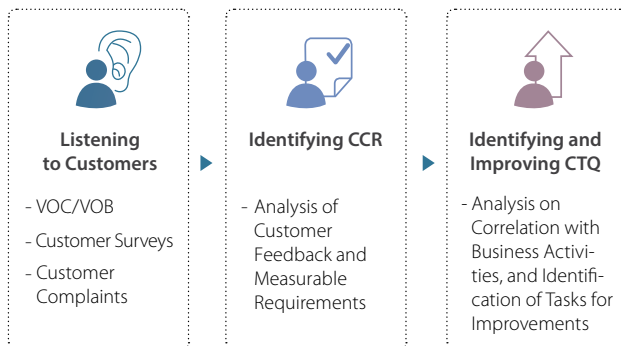 Listening
to Customers
- VOC/VOB
- Customer Surveys
- Customer
Complaints
Identifying CCR
- Analysis of
Customer
Feedback and
Measurable
Requirements
Identifying and
Improving CTQ
- Analysis on
Correlation with
Business Activi-
ties, and Identifi-
cation of Tasks for
Improvements